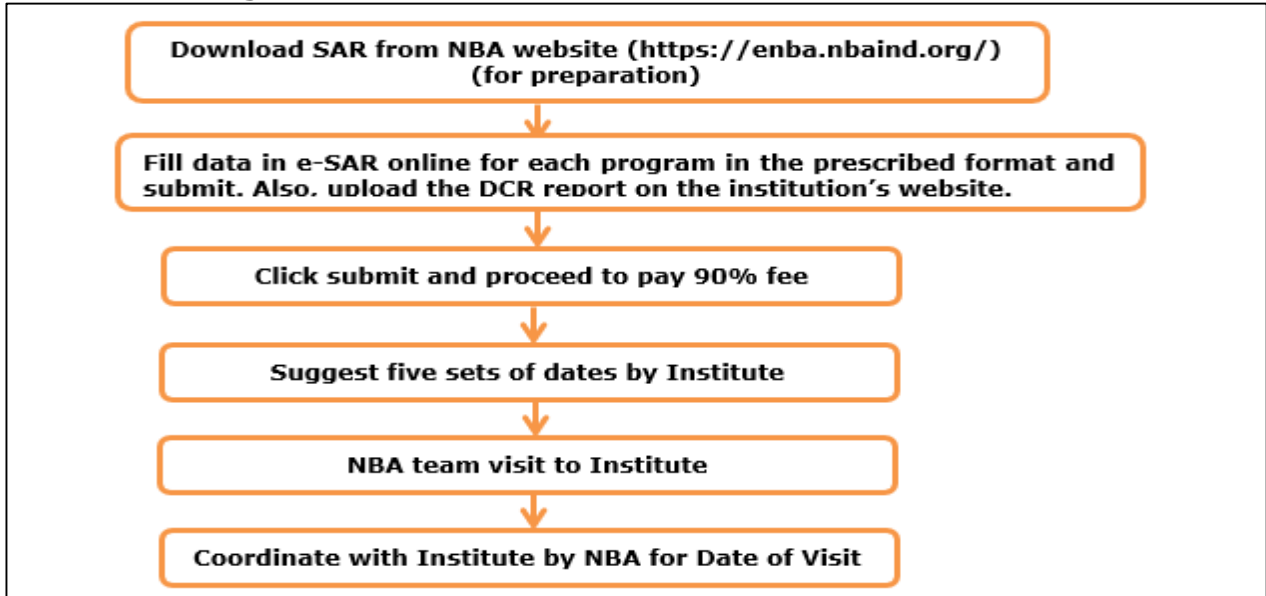 Download SAR from NBA website (https://enba.nbaind.org/)
(for preparation)
Fill data in e-SAR online for each program in the prescribed format and
submit. Also, upload the DCR report on the institution′s website.
Click submit and proceed to pay 90% fee
Suggest five sets of dates by Institute
NBA team visit to Institute
Coordinate with Institute by NBA for Date of Visit